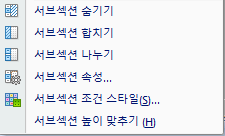 서브섹션 숨기기
서브섹션 합치기
서브섹션 나누기
서브섹션 속성...
서브섹션 조건 스타일(S)...
서브섹션 높이 맞추기 (H)